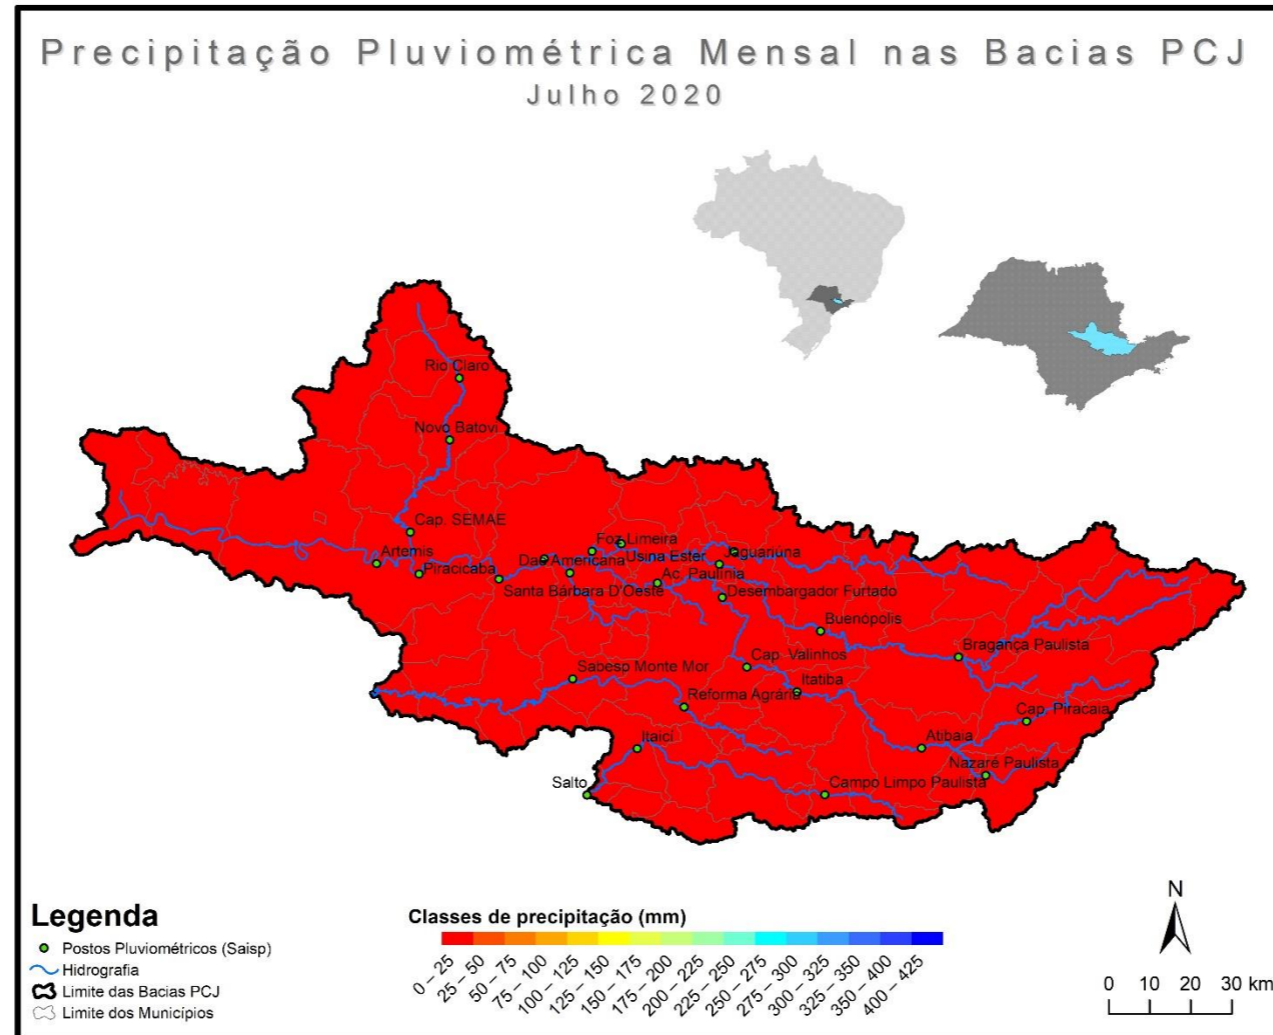 Precipitação Pluviométrica Mensal nas Bacias PCJ
Julho 2020
Rio Claro
Novo Batovi
Cap. SEMAE
Artemis
Piracicaba
Foz Limeira
Dae Americana
Usina Ester
Jaguariúna
Ac. Paulínia
Santa Bárbara D'Oeste
Desembargador Furtado
Buenópolis
Bragança Paulista
Cap. Valinhos
Sabesp Monte Mor
Itatiba
Reforma Agrária
Cap. Piracaia
Itaici
Atibaia
Nazaré Paulista
Salto
Campo Limpo Paulista
Legenda
Postos Pluviométricos (Saisp)
Hidrografia
Limite das Bacias PCJ
Limite dos Municípios
Classes de precipitação (mm)
0 – 25
25 – 50
50 – 75
75 – 100
100 – 125
125 – 150
150 – 175
175 – 200
200 – 225
225 – 250
250 – 275
275 – 300
300 – 325
325 – 350
350 – 400
400 – 425
N
0 10 20 30 km